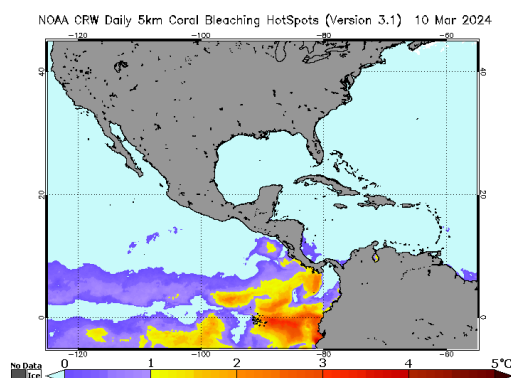 NOAA CRW Daily 5km Coral Bleaching HotSpots (Version 3.1) 10 Mar 2024
-120 -100 -80 -60
40 40
20 20
0 0
-120 -100 -80 -60
No Data 0 1 2 3 4 5°C
Ice